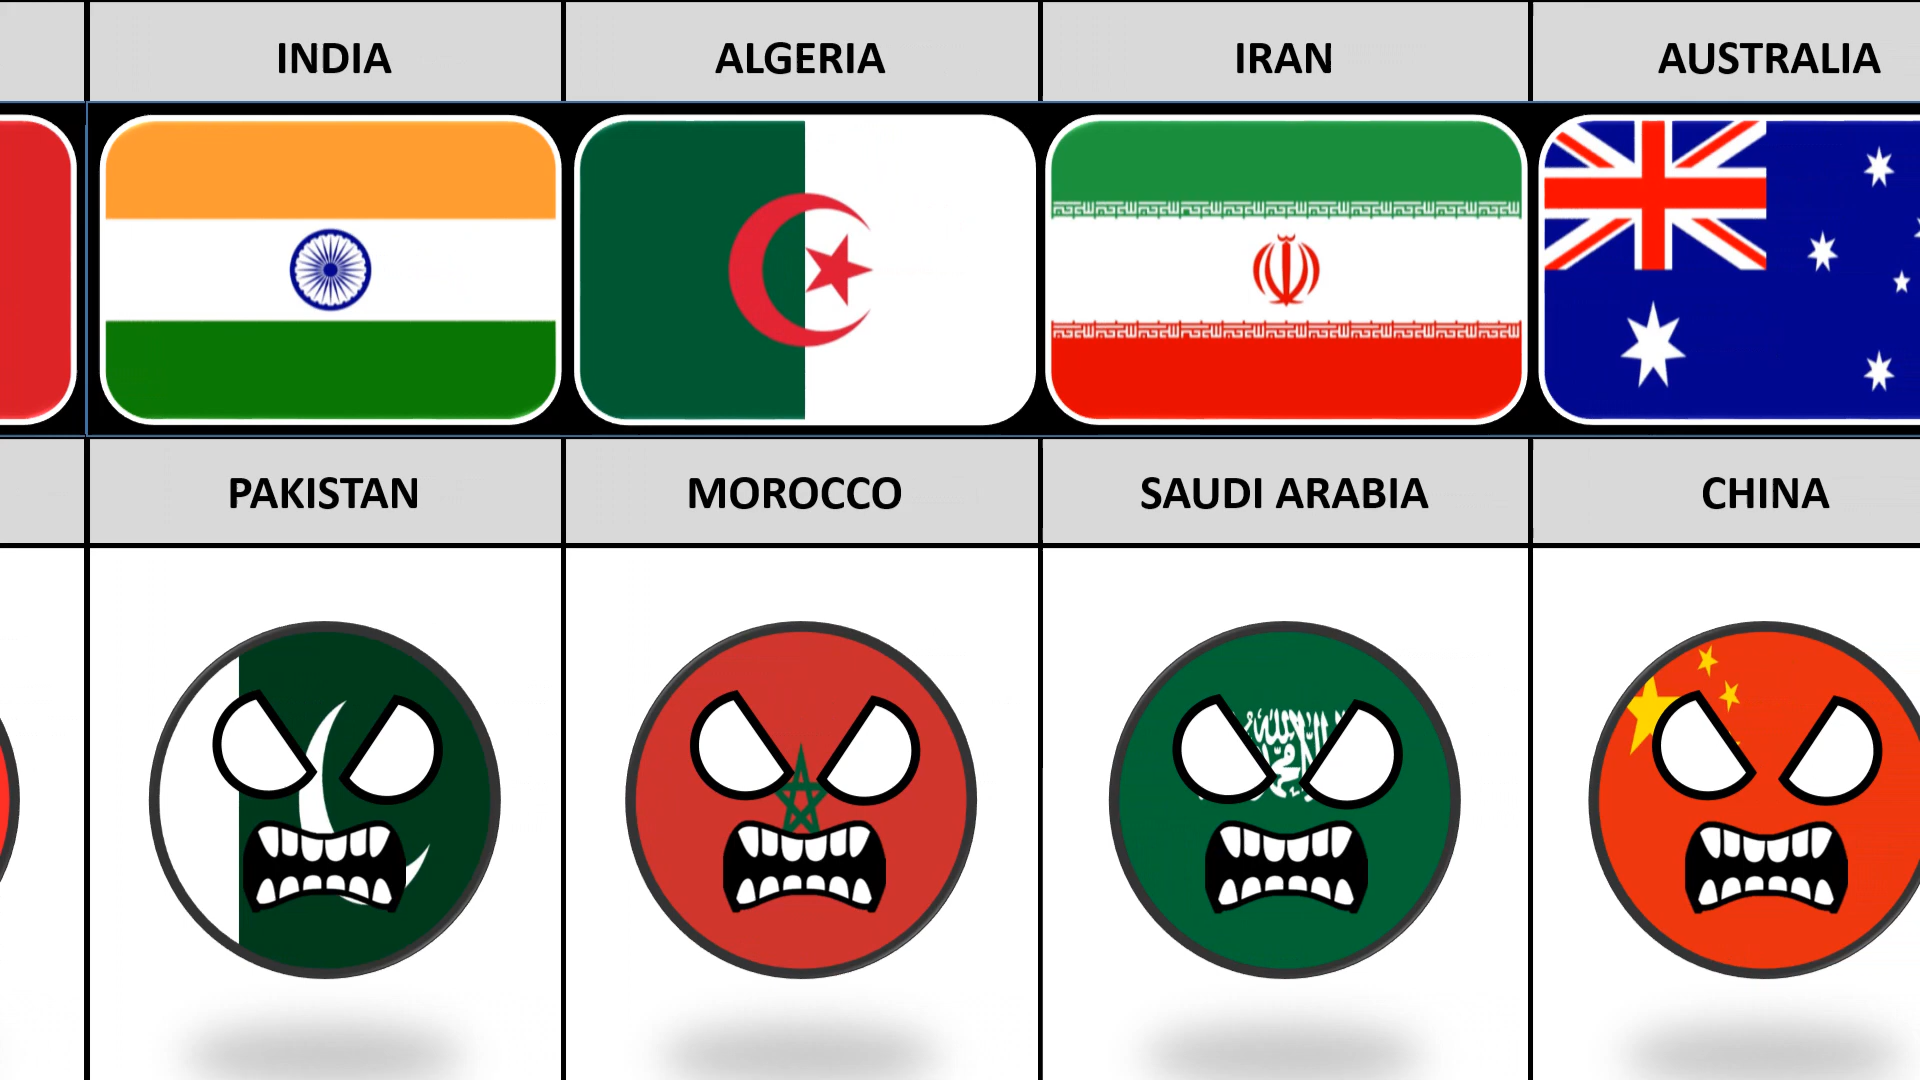 INDIA
ALGERIA
IRAN
AUSTRALIA
PAKISTAN
MOROCCO
SAUDI ARABIA
CHINA